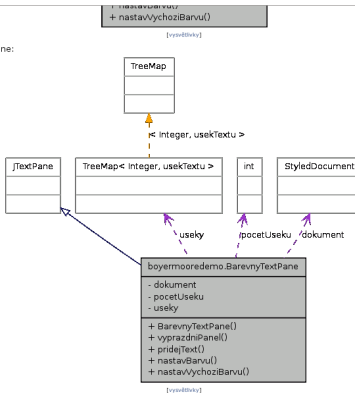 + nastavBarvu()
+ nastavVychoziBarvu()
[vysvětlivky]
ne:
TreeMap
< Integer, usekTextu >
JTextPane
TreeMap< Integer, usekTextu >
int
StyledDocument
useky
pocetUseku
dokument
boyermooredemo.BarevnyTextPane
- dokument
- pocetUseku
- useky
+ BarevnyTextPane()
+ vyprazdniPanel()
+ pridejText()
+ nastavBarvu()
+ nastavVychoziBarvu()
[vysvětlivky]